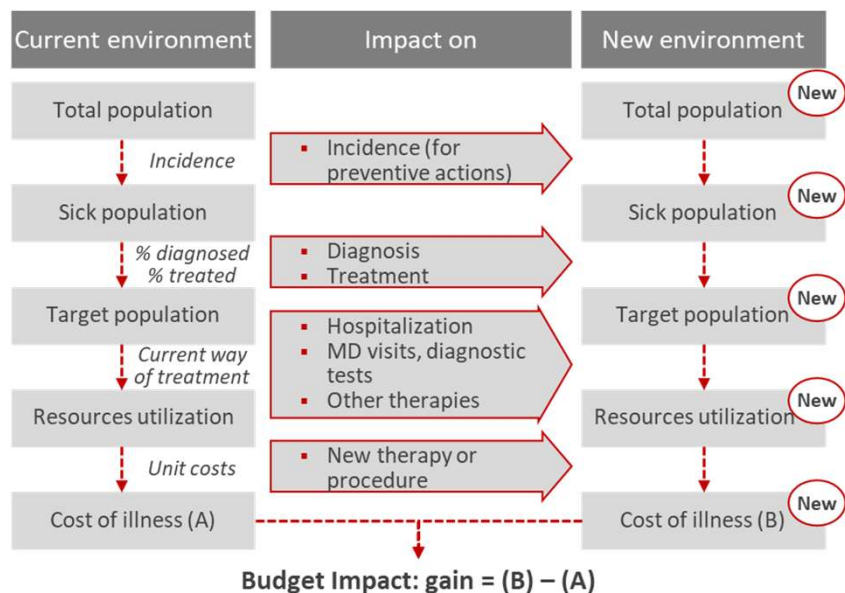 Current environment
Impact on
New environment
Total population
Incidence
Sick population
% diagnosed
% treated
Target population
Current way
of treatment
Resources utilization
Unit costs
Cost of illness (A)
▪ Incidence (for
preventive actions)
▪ Diagnosis
▪ Treatment
▪ Hospitalization
▪ MD visits, diagnostic
tests
▪ Other therapies
▪ New therapy or
procedure
New
Total population
New
Sick population
New
Target population
New
Resources utilization
New
Cost of illness (B)
Budget Impact: gain = (B) – (A)